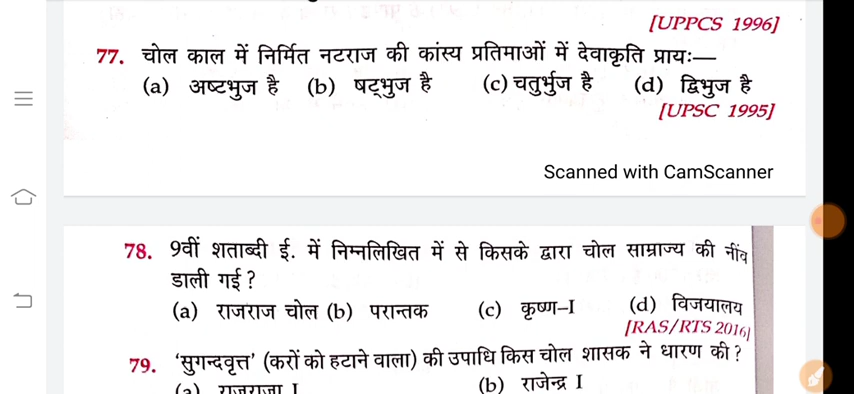 [UPPCS 1996]
77. चोल काल में निर्मित नटराज की कांस्य प्रतिमाओं में देवाकृति प्रायः—
(a) अष्टभुज है (b) षट्भुज है (c) चतुर्भुज है (d) द्विभुज है
[UPSC 1995]
Scanned with CamScanner
78. 9वीं शताब्दी ई. में निम्नलिखित में से किसके द्वारा चोल साम्राज्य की नींव
डाली गई?
(a) राजराज चोल (b) परान्तक (c) कृष्ण-I (d) विजयालय
[RAS/RTS 2016]
79. 'सुगन्दवृत्त' (करों को हटाने वाला) की उपाधि किस चोल शासक ने धारण की?
(a) राजराजा I (b) राजेन्द्र I